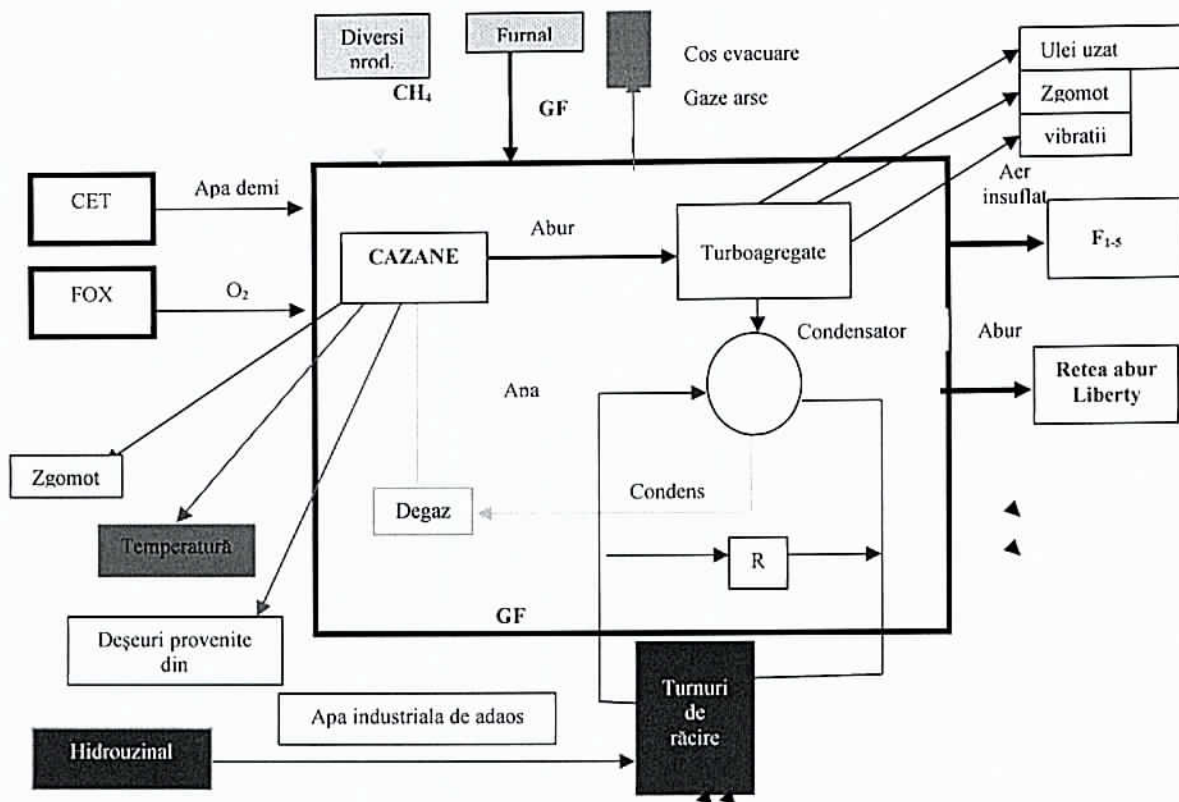 Diversi
prod.
Furnal
Cos evacuare
Gaze arse
Ulei uzat
Zgomot
vibratii
CH₄
GF
Aer
insuflat
CET
Apa demi
F₁₋₅
CAZANE
Abur
Turboagregate
FOX
O₂
Condensator
Abur
Retea abur
Liberty
Apa
Zgomot
Degaz
Condens
Temperatură
R
GF
Deșeuri provenite
din
Turnuri
de
răcire
Apa industriala de adaos
Hidrouzinal